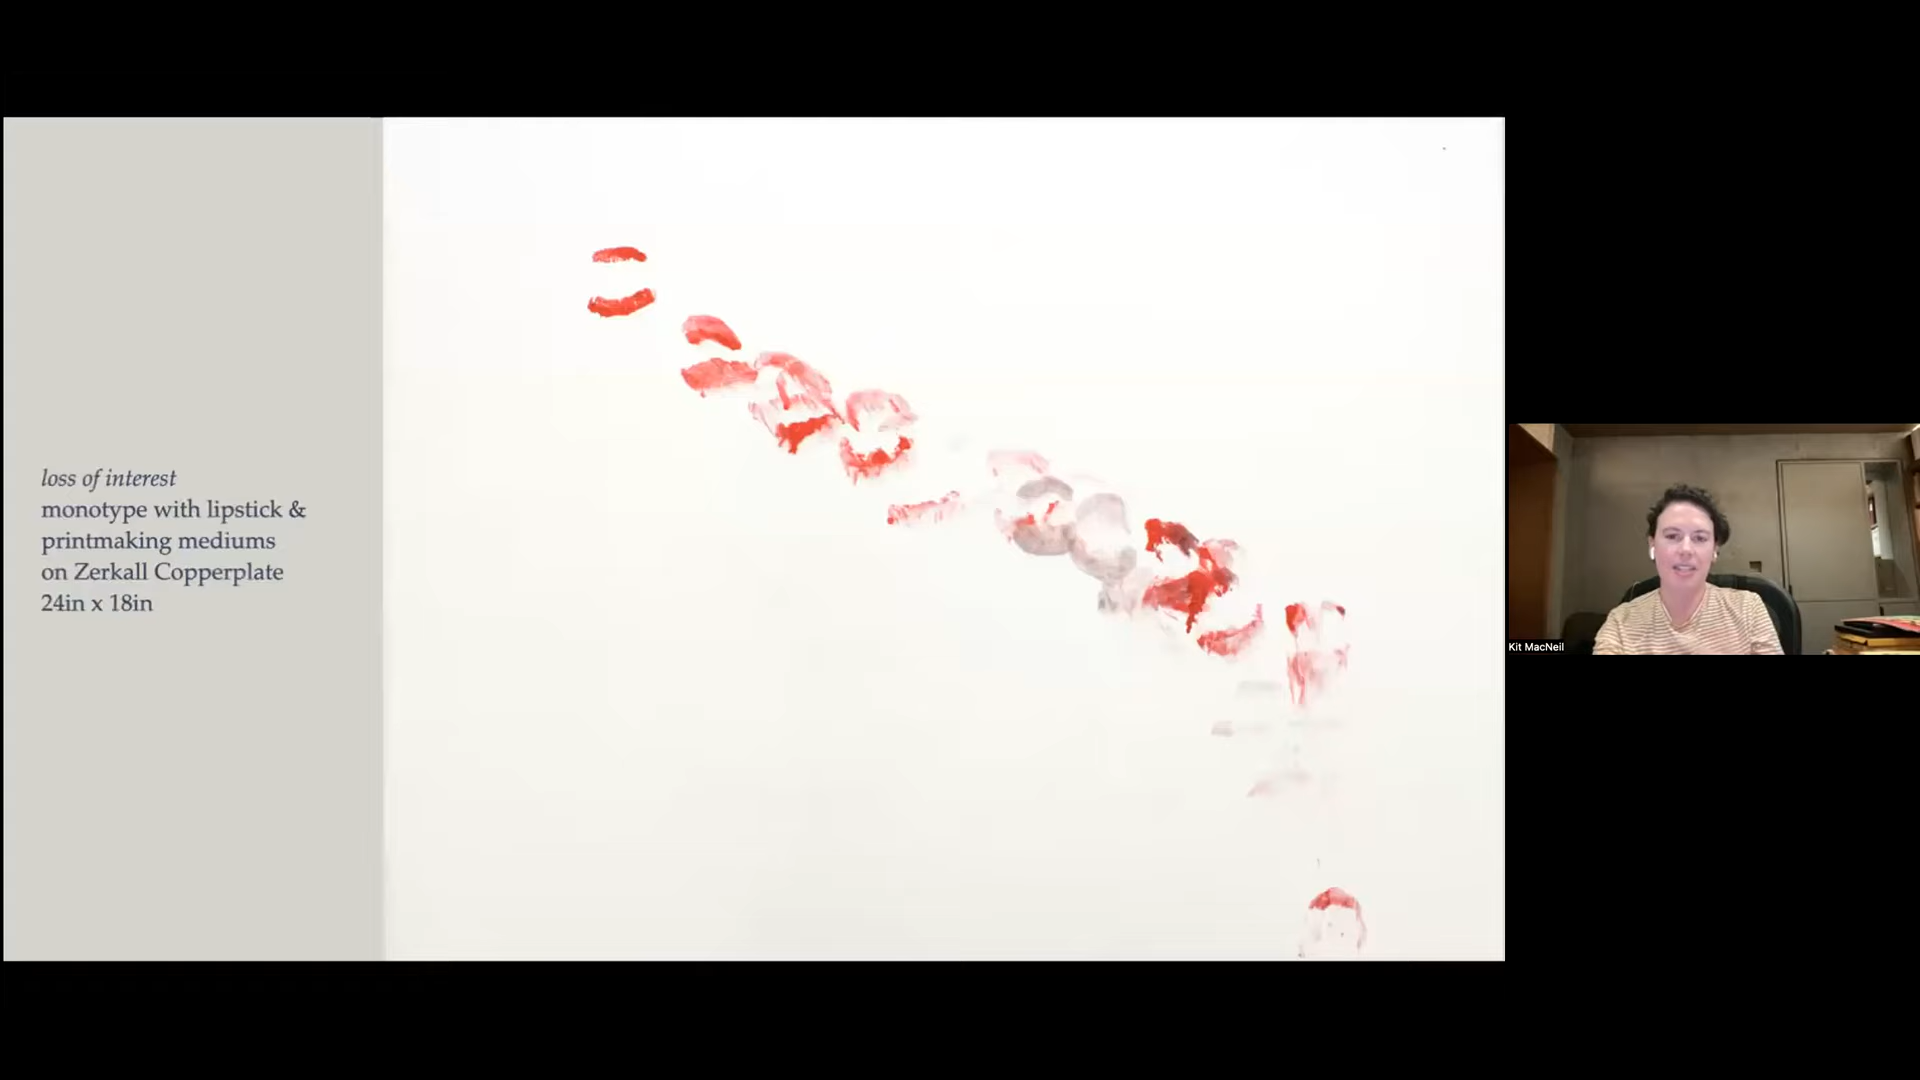 loss of interest
monotype with lipstick &
printmaking mediums
on Zerkall Copperplate
24in x 18in
Kit MacNeil